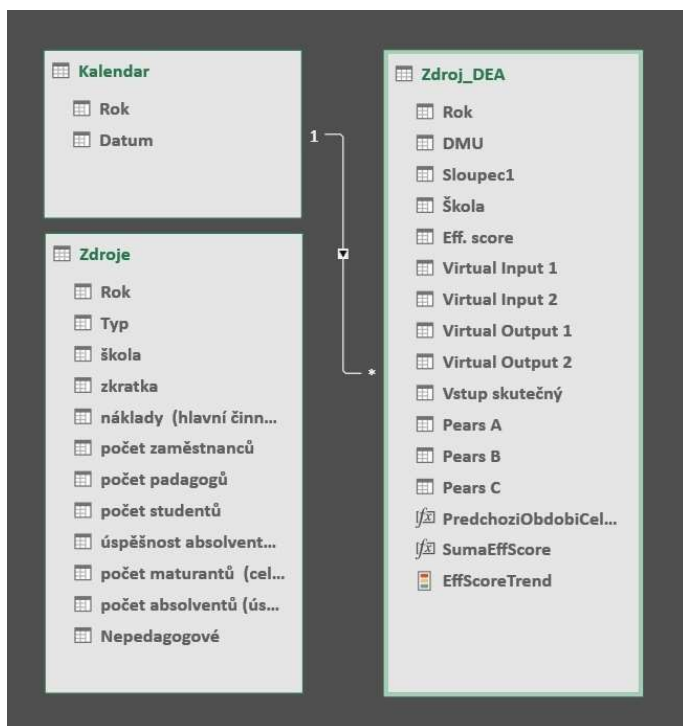 Kalendar
Rok
Datum
1
*
Zdroje
Rok
Typ
škola
zkratka
náklady (hlavní činn...
počet zaměstnanců
počet padagogů
počet studentů
úspěšnost absolvent...
počet maturantů (cel...
počet absolventů (ús...
Nepedagogové
Zdroj_DEA
Rok
DMU
Sloupec1
Škola
Eff. score
Virtual Input 1
Virtual Input 2
Virtual Output 1
Virtual Output 2
Vstup skutečný
Pears A
Pears B
Pears C
fx PredchoziObdobiCel...
fx SumaEffScore
EffScoreTrend